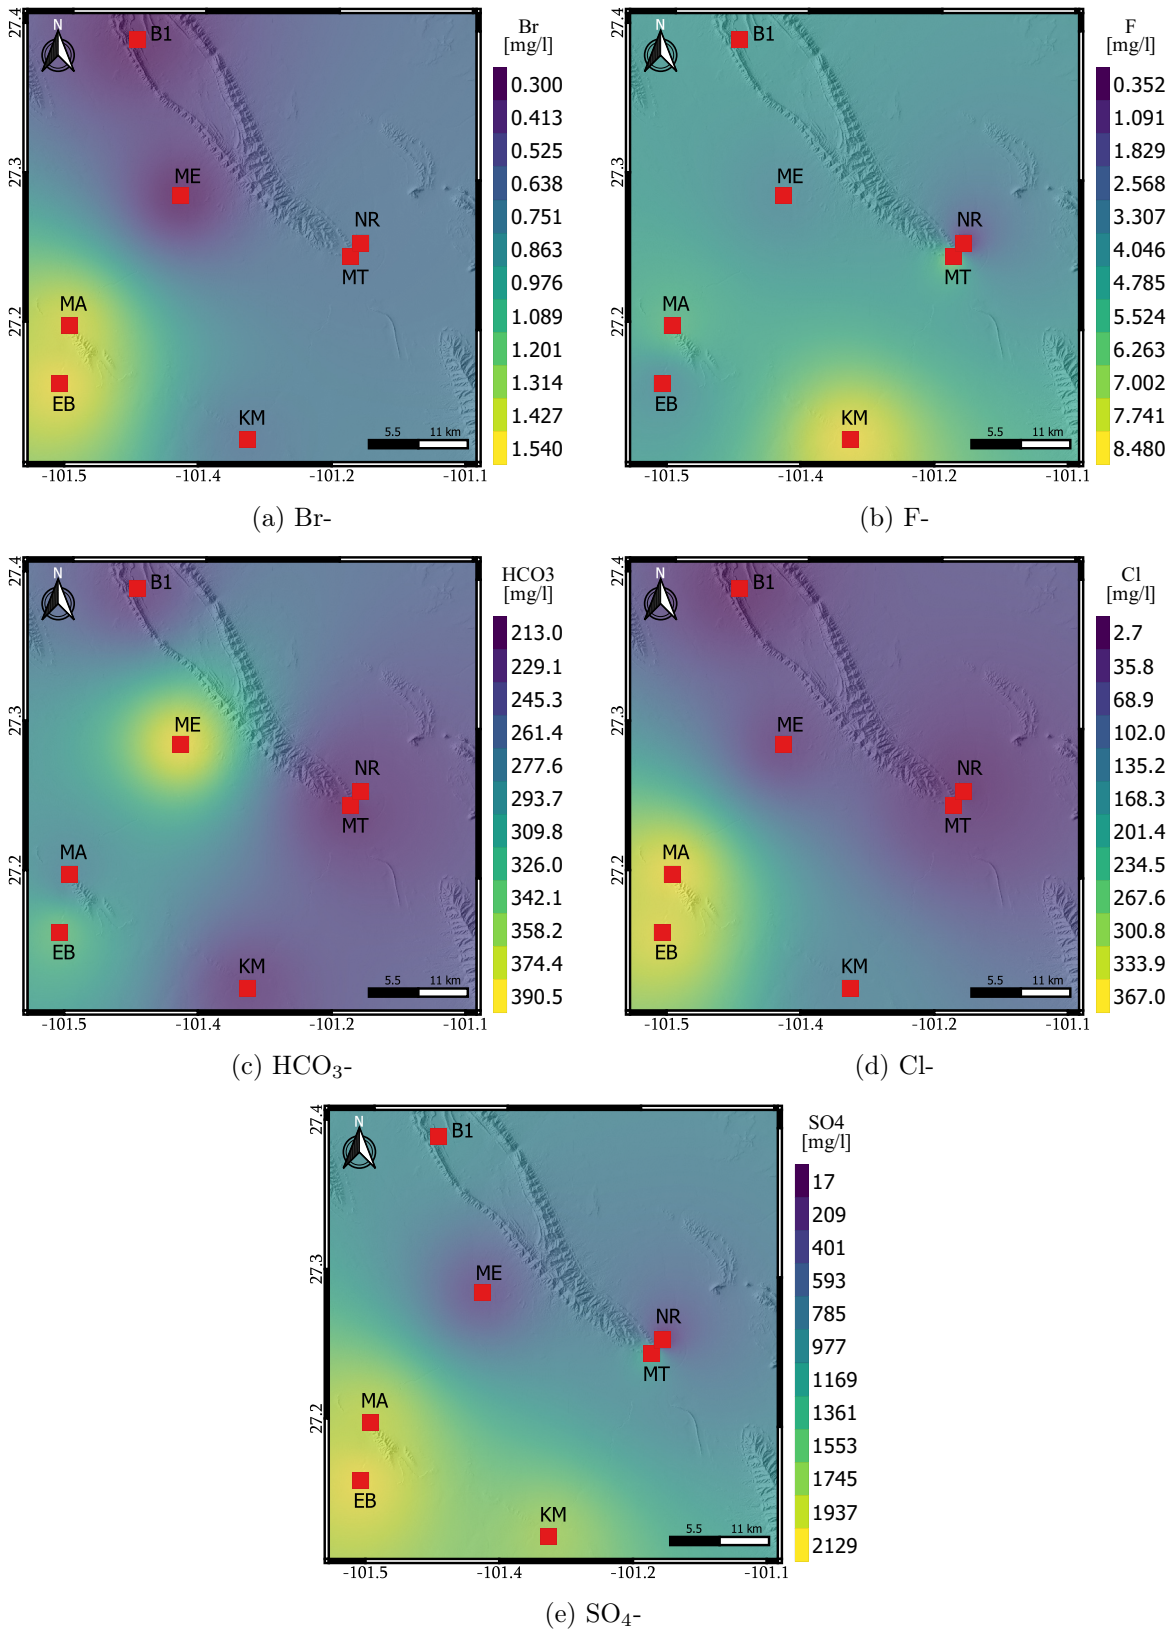 Br
[mg/l]
0.300
0.413
0.525
0.638
0.751
0.863
0.976
1.089
1.201
1.314
1.427
1.540
27.4
27.3
27.2
N
B1
ME
NR
MT
MA
EB
KM
5.5 11 km
-101.5 -101.4 -101.2 -101.1
(a) Br-
F
[mg/l]
0.352
1.091
1.829
2.568
3.307
4.046
4.785
5.524
6.263
7.002
7.741
8.480
27.4
27.3
27.2
N
B1
ME
NR
MT
MA
EB
KM
5.5 11 km
-101.5 -101.4 -101.2 -101.1
(b) F-
HCO3
[mg/l]
213.0
229.1
245.3
261.4
277.6
293.7
309.8
326.0
342.1
358.2
374.4
390.5
27.4
27.3
27.2
N
B1
ME
NR
MT
MA
EB
KM
5.5 11 km
-101.5 -101.4 -101.2 -101.1
(c) HCO₃-
Cl
[mg/l]
2.7
35.8
68.9
102.0
135.2
168.3
201.4
234.5
267.6
300.8
333.9
367.0
27.4
27.3
27.2
N
B1
ME
NR
MT
MA
EB
KM
5.5 11 km
-101.5 -101.4 -101.2 -101.1
(d) Cl-
SO4
[mg/l]
17
209
401
593
785
977
1169
1361
1553
1745
1937
2129
27.4
27.3
27.2
N
B1
ME
NR
MT
MA
EB
KM
5.5 11 km
-101.5 -101.4 -101.2 -101.1
(e) SO₄-